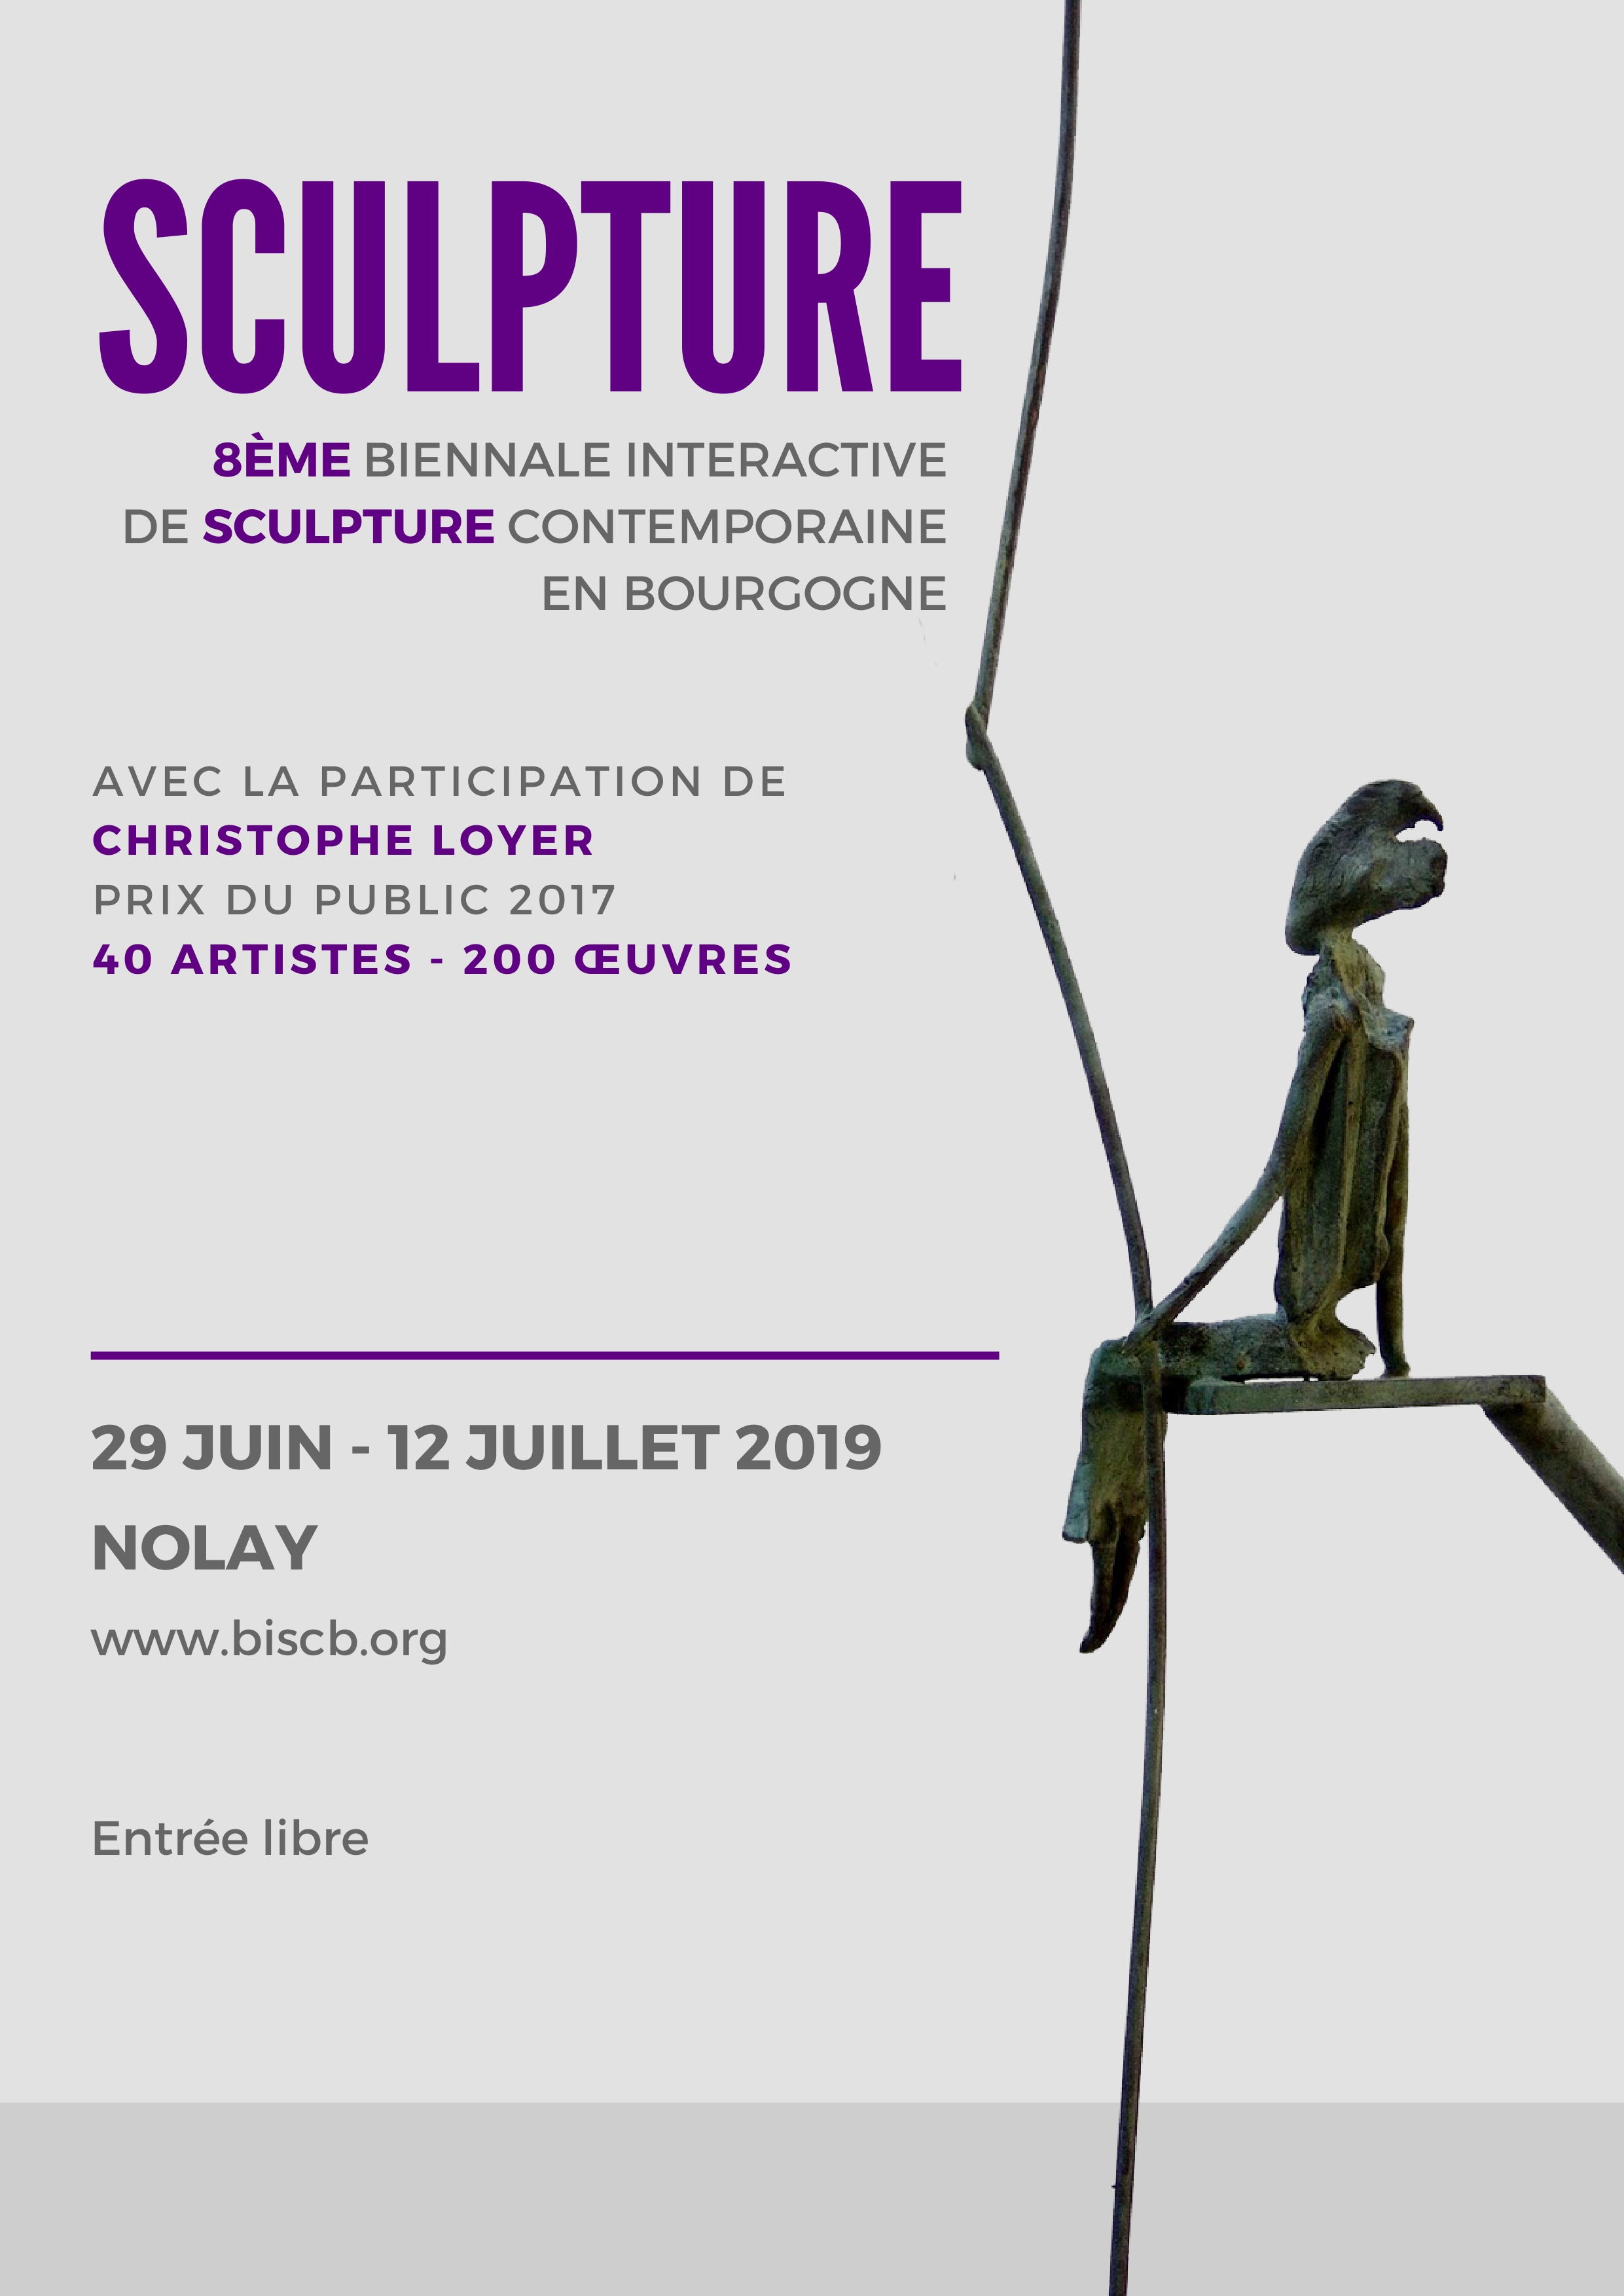 SCULPTURE
8ÈME BIENNALE INTERACTIVE
DE SCULPTURE CONTEMPORAINE
EN BOURGOGNE
AVEC LA PARTICIPATION DE
CHRISTOPHE LOYER
PRIX DU PUBLIC 2017
40 ARTISTES - 200 ŒUVRES
29 JUIN - 12 JUILLET 2019
NOLAY
www.biscb.org
Entrée libre